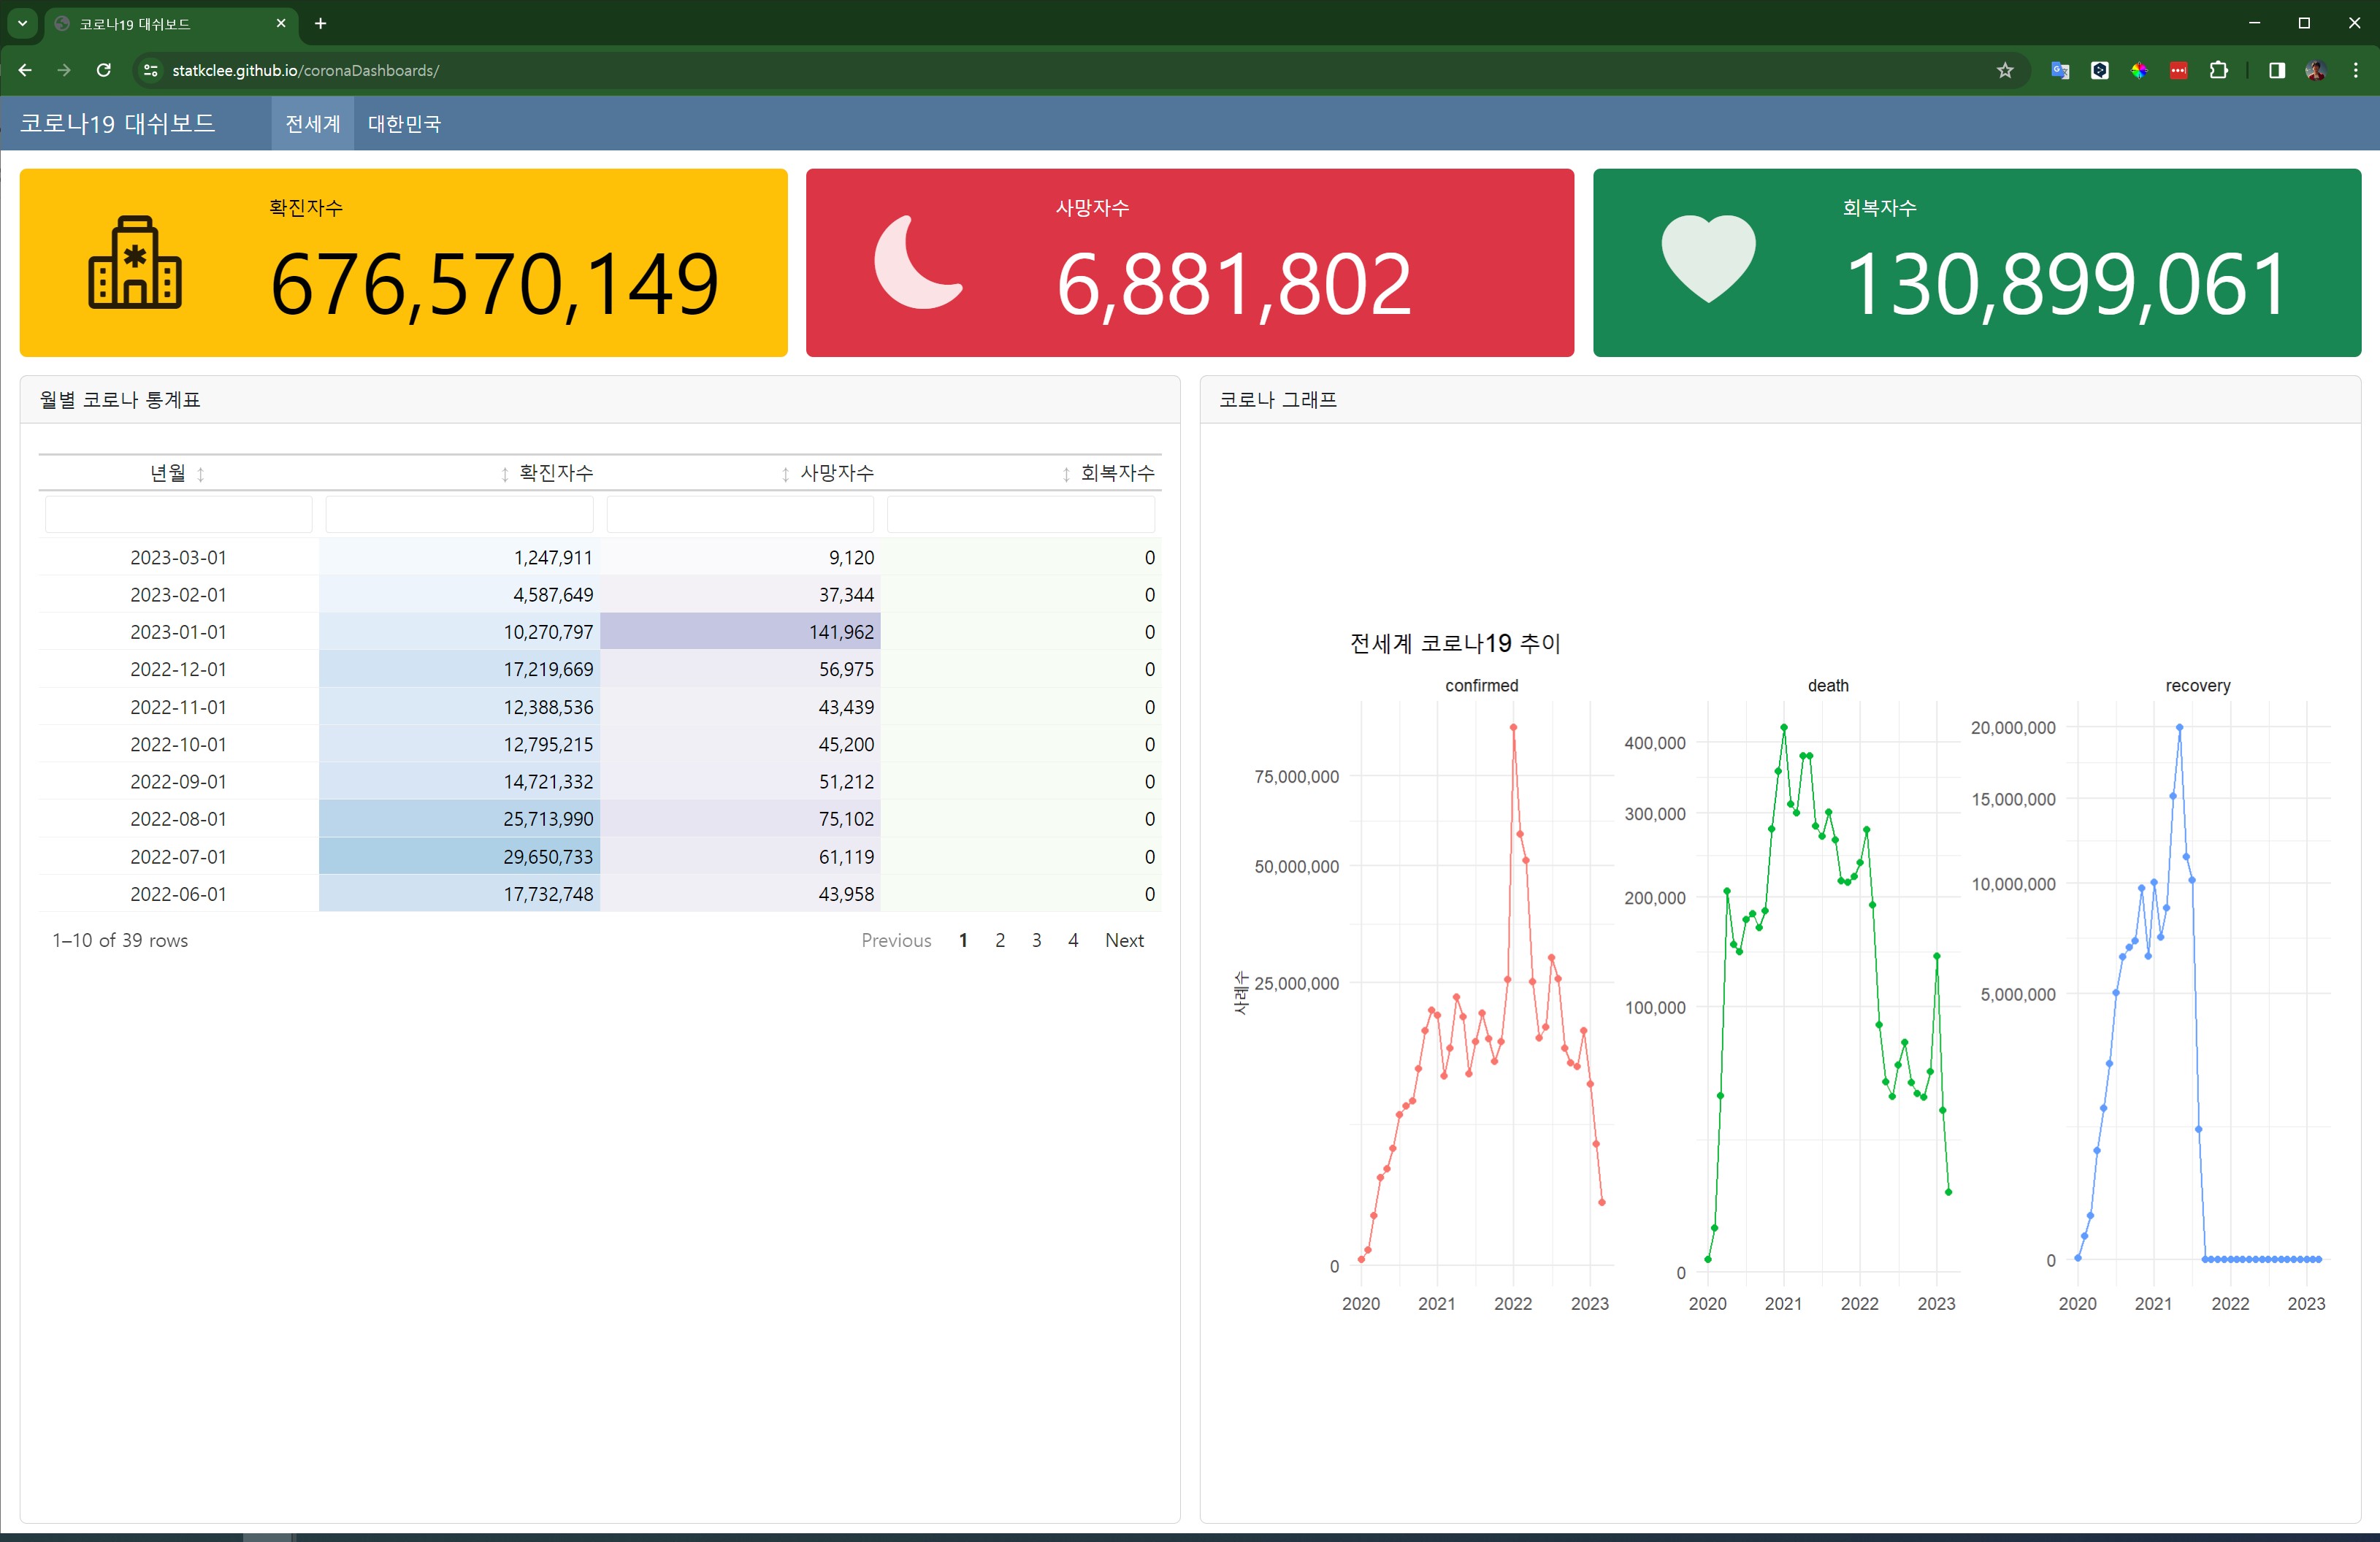 코로나19 대쉬보드
statkclee.github.io/coronaDashboards/
코로나19 대쉬보드 전세계 대한민국
확진자수
676,570,149
사망자수
6,881,802
회복자수
130,899,061
월별 코로나 통계표
년월 확진자수 사망자수 회복자수
2023-03-01 1,247,911 9,120 0
2023-02-01 4,587,649 37,344 0
2023-01-01 10,270,797 141,962 0
2022-12-01 17,219,669 56,975 0
2022-11-01 12,388,536 43,439 0
2022-10-01 12,795,215 45,200 0
2022-09-01 14,721,332 51,212 0
2022-08-01 25,713,990 75,102 0
2022-07-01 29,650,733 61,119 0
2022-06-01 17,732,748 43,958 0
1–10 of 39 rows Previous 1 2 3 4 Next
코로나 그래프
전세계 코로나19 추이
사례수
confirmed
75,000,000
50,000,000
25,000,000
0
2020 2021 2022 2023
death
400,000
300,000
200,000
100,000
0
2020 2021 2022 2023
recovery
20,000,000
15,000,000
10,000,000
5,000,000
0
2020 2021 2022 2023